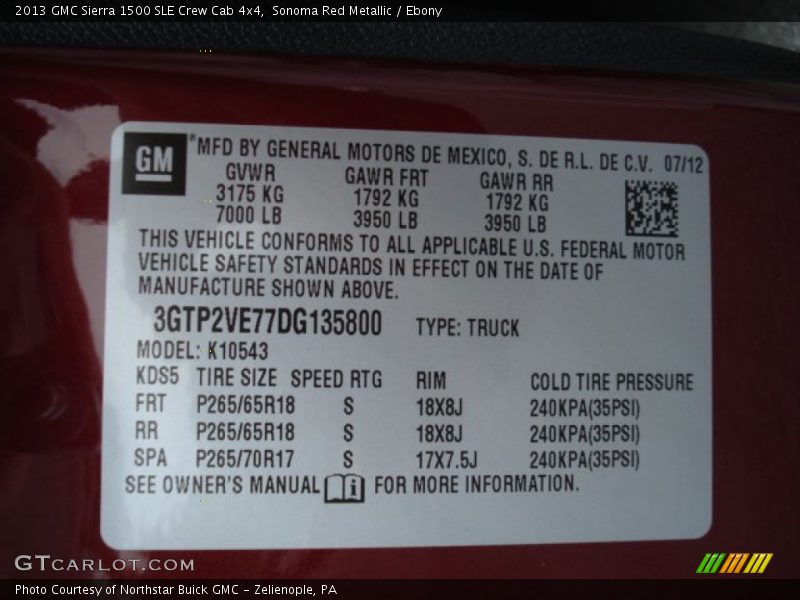 2013 GMC Sierra 1500 SLE Crew Cab 4x4, Sonoma Red Metallic / Ebony
GM
MFD BY GENERAL MOTORS DE MEXICO, S. DE R.L. DE C.V. 07/12
GVWR GAWR FRT GAWR RR
3175 KG 1792 KG 1792 KG
7000 LB 3950 LB 3950 LB
THIS VEHICLE CONFORMS TO ALL APPLICABLE U.S. FEDERAL MOTOR
VEHICLE SAFETY STANDARDS IN EFFECT ON THE DATE OF
MANUFACTURE SHOWN ABOVE.
3GTP2VE77DG135800 TYPE: TRUCK
MODEL: K10543
KDS5 TIRE SIZE SPEED RTG RIM COLD TIRE PRESSURE
FRT P265/65R18 S 18X8J 240KPA(35PSI)
RR P265/65R18 S 18X8J 240KPA(35PSI)
SPA P265/70R17 S 17X7.5J 240KPA(35PSI)
SEE OWNER'S MANUAL i FOR MORE INFORMATION.
GTCARLOT.COM
Photo Courtesy of Northstar Buick GMC - Zelienople, PA